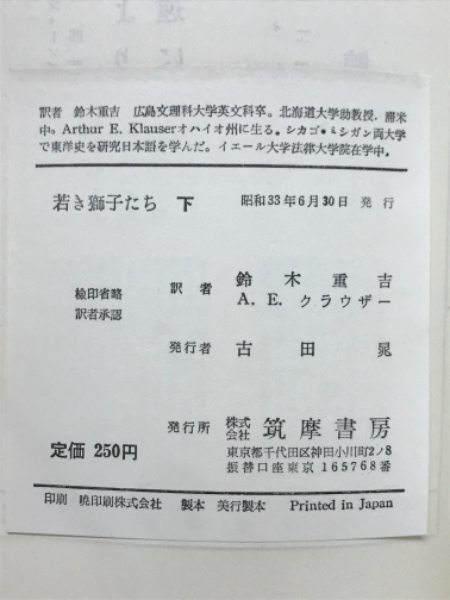 訳者 鈴木重吉 広島文理科大学英文科卒。北海道大学助教授、滞米
中。Arthur E. Klauserオハイオ州に生る。シカゴ・ミシガン両大学
で東洋史を研究日本語を学んだ。イエール大学法律大学院在学中。
若き獅子たち 下 昭和33年6月30日 発行
検印省略
訳者承認
訳者 鈴木重吉
A. E. クラウザー
発行者 古田晁
発行所 株式会社 筑摩書房
東京都千代田区神田小川町2ノ8
振替口座東京 165768番
定価 250円
印刷 暁印刷株式会社 製本 美行製本 Printed in Japan